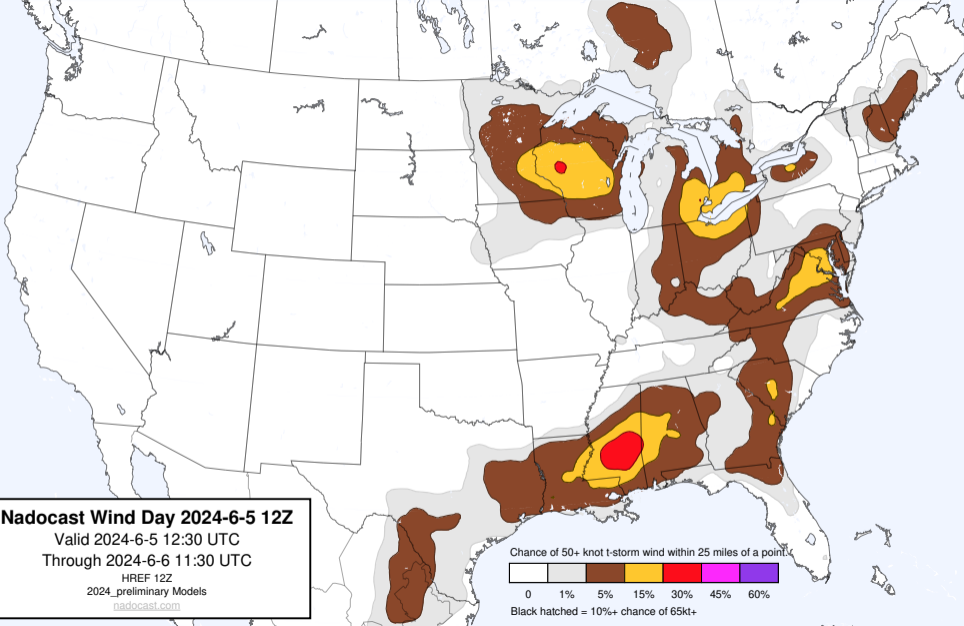 Nadocast Wind Day 2024-6-5 12Z
Valid 2024-6-5 12:30 UTC
Through 2024-6-6 11:30 UTC
HREF 12Z
2024_preliminary Models
nadocast.com
Chance of 50+ knot t-storm wind within 25 miles of a point.
0 1% 5% 15% 30% 45% 60%
Black hatched = 10%+ chance of 65kt+